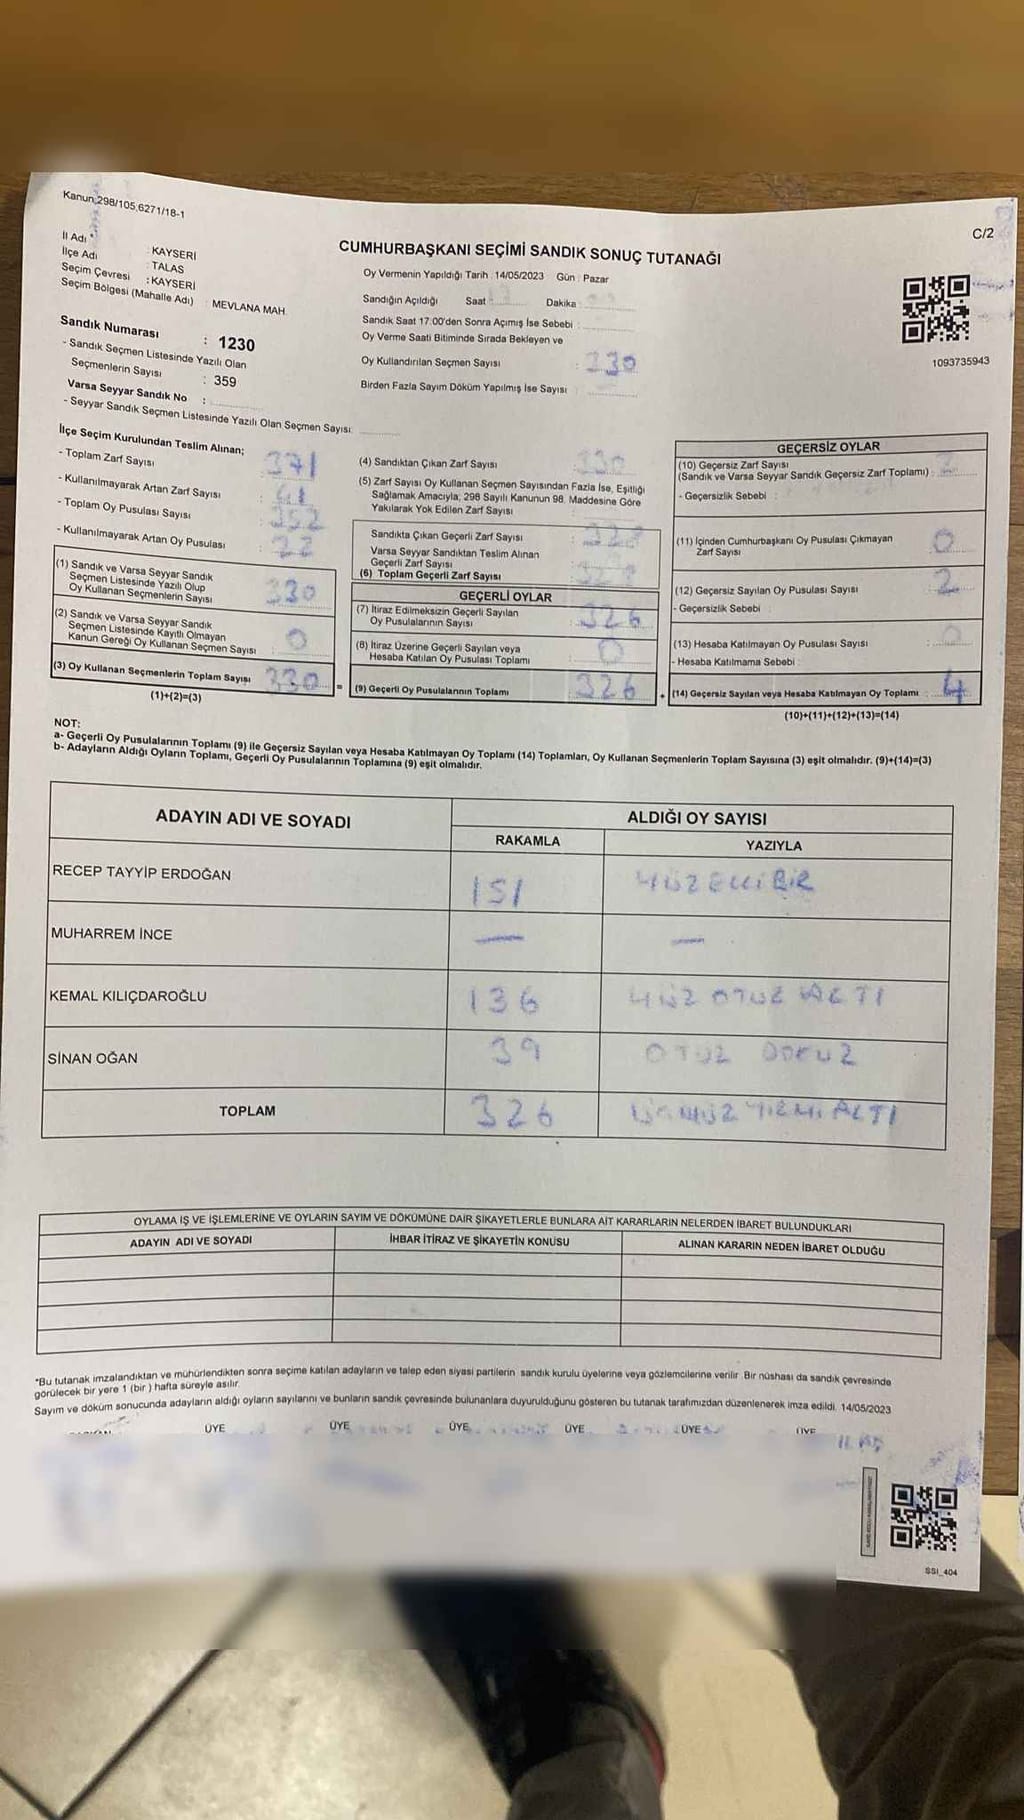 Kanun 298/105,6271/18-1
C/2
İl Adı : KAYSERİ
İlçe Adı : TALAS
Seçim Çevresi : KAYSERİ
Seçim Bölgesi (Mahalle Adı) : MEVLANA MAH.
Sandık Numarası : 1230
- Sandık Seçmen Listesinde Yazılı Olan
Seçmenlerin Sayısı : 359
Varsa Seyyar Sandık No :
- Seyyar Sandık Seçmen Listesinde Yazılı Olan Seçmen Sayısı:
CUMHURBAŞKANI SEÇİMİ SANDIK SONUÇ TUTANAĞI
Oy Vermenin Yapıldığı Tarih : 14/05/2023 Gün : Pazar
Sandığın Açıldığı Saat : Dakika :
Sandık Saat 17:00'den Sonra Açımış İse Sebebi :
Oy Verme Saati Bitiminde Sırada Bekleyen ve
Oy Kullandırılan Seçmen Sayısı : 330
Birden Fazla Sayım Döküm Yapılmış İse Sayısı :
1093735943
İlçe Seçim Kurulundan Teslim Alınan;
- Toplam Zarf Sayısı : 371
- Kullanılmayarak Artan Zarf Sayısı : 41
- Toplam Oy Pusulası Sayısı : 352
- Kullanılmayarak Artan Oy Pusulası : 22
(1) Sandık ve Varsa Seyyar Sandık
Seçmen Listesinde Yazılı Olup
Oy Kullanan Seçmenlerin Sayısı : 330
(2) Sandık ve Varsa Seyyar Sandık
Seçmen Listesinde Kayıtlı Olmayan
Kanun Gereği Oy Kullanan Seçmen Sayısı : 0
(3) Oy Kullanan Seçmenlerin Toplam Sayısı : 330
(1)+(2)=(3)
(4) Sandıktan Çıkan Zarf Sayısı : 330
(5) Zarf Sayısı Oy Kullanan Seçmen Sayısından Fazla İse, Eşitliği
Sağlamak Amacıyla; 298 Sayılı Kanunun 98. Maddesine Göre
Yakılarak Yok Edilen Zarf Sayısı :
Sandıkta Çıkan Geçerli Zarf Sayısı : 328
Varsa Seyyar Sandıktan Teslim Alınan
Geçerli Zarf Sayısı :
(6) Toplam Geçerli Zarf Sayısı : 328
GEÇERLİ OYLAR
(7) İtiraz Edilmeksizin Geçerli Sayılan
Oy Pusulalarının Sayısı : 326
(8) İtiraz Üzerine Geçerli Sayılan veya
Hesaba Katılan Oy Pusulası Toplamı : 0
= (9) Geçerli Oy Pusulalarının Toplamı : 326
GEÇERSİZ OYLAR
(10) Geçersiz Zarf Sayısı
(Sandık ve Varsa Seyyar Sandık Geçersiz Zarf Toplamı) : 2
- Geçersizlik Sebebi :
(11) İçinden Cumhurbaşkanı Oy Pusulası Çıkmayan
Zarf Sayısı : 0
(12) Geçersiz Sayılan Oy Pusulası Sayısı : 2
- Geçersizlik Sebebi
(13) Hesaba Katılmayan Oy Pusulası Sayısı : 0
- Hesaba Katılmama Sebebi :
+ (14) Geçersiz Sayılan veya Hesaba Katılmayan Oy Toplamı : 4
(10)+(11)+(12)+(13)=(14)
NOT:
a- Geçerli Oy Pusulalarının Toplamı (9) ile Geçersiz Sayılan veya Hesaba Katılmayan Oy Toplamı (14) Toplamları, Oy Kullanan Seçmenlerin Toplam Sayısına (3) eşit olmalıdır. (9)+(14)=(3)
b- Adayların Aldığı Oyların Toplamı, Geçerli Oy Pusulalarının Toplamına (9) eşit olmalıdır.
ADAYIN ADI VE SOYADI ALDIĞI OY SAYISI
RAKAMLA YAZIYLA
RECEP TAYYİP ERDOĞAN 151 YÜZ ELLİ BİR
MUHARREM İNCE — —
KEMAL KILIÇDAROĞLU 136 YÜZ OTUZ ALTI
SİNAN OĞAN 39 OTUZ DOKUZ
TOPLAM 326 ÜÇYÜZ YİRMİ ALTI
OYLAMA İŞ VE İŞLEMLERİNE VE OYLARIN SAYIM VE DÖKÜMÜNE DAİR ŞİKAYETLERLE BUNLARA AİT KARARLARIN NELERDEN İBARET BULUNDUKLARI
ADAYIN ADI VE SOYADI İHBAR İTİRAZ VE ŞİKAYETİN KONUSU ALINAN KARARIN NEDEN İBARET OLDUĞU
*Bu tutanak imzalandıktan ve mühürlendikten sonra seçime katılan adayların ve talep eden siyasi partilerin sandık kurulu üyelerine veya gözlemcilerine verilir. Bir nüshası da sandık çevresinde
görülecek bir yere 1 (bir ) hafta süreyle asılır.
Sayım ve döküm sonucunda adayların aldığı oyların sayılarını ve bunların sandık çevresinde bulunanlara duyurulduğunu gösteren bu tutanak tarafımızdan düzenlenerek imza edildi. 14/05/2023
ÜYE ÜYE ÜYE ÜYE ÜYE ÜYE
SSI_404